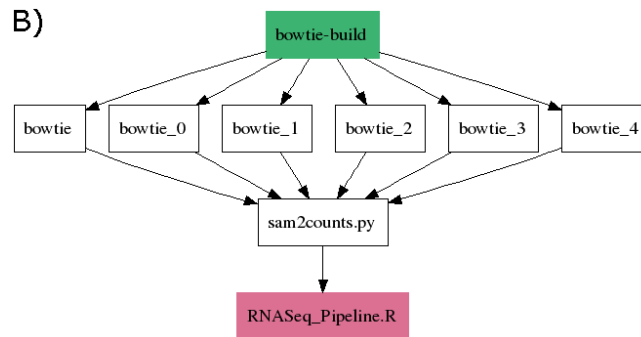 B)
bowtie-build
bowtie bowtie_0 bowtie_1 bowtie_2 bowtie_3 bowtie_4
sam2counts.py
RNASeq_Pipeline.R